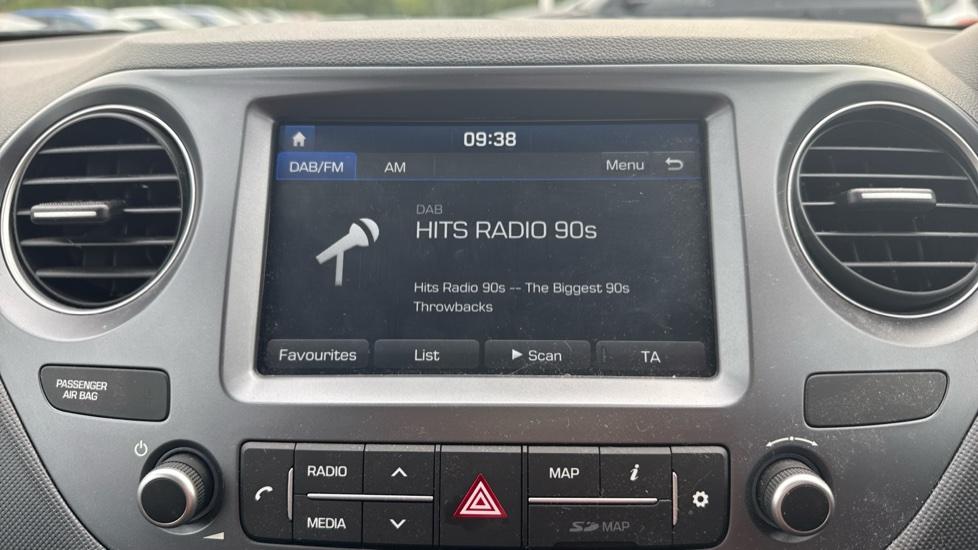 09:38
DAB/FM AM Menu
DAB
HITS RADIO 90s
Hits Radio 90s -- The Biggest 90s
Throwbacks
Favourites List Scan TA
PASSENGER
AIR BAG
RADIO MAP i
MEDIA SD MAP